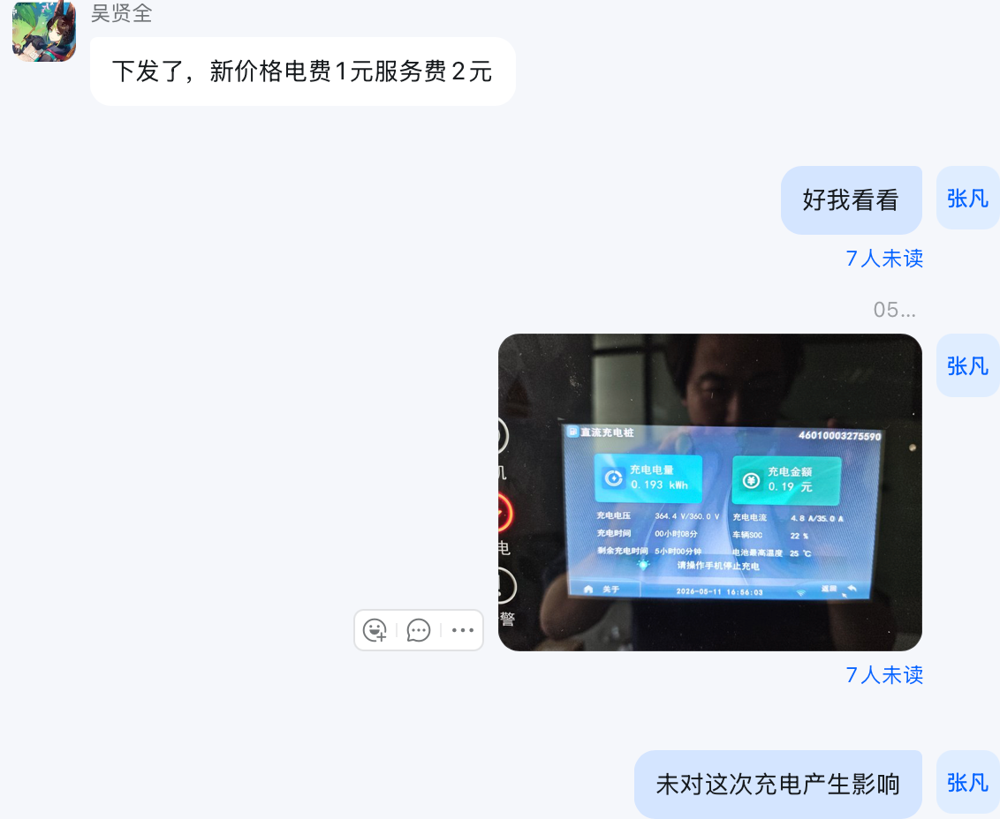 吴贤全
下发了，新价格电费1元服务费2元
好我看看
张凡
7人未读
05...
张凡
直流充电桩
46010003275590
充电电量
0.193 kWh
充电金额
0.19 元
充电电压 364.4 V/360.0 V
充电电流 4.8 A/35.0 A
充电时间 00小时08分
车辆SOC 22 %
剩余充电时间 5小时00分钟
电池最高温度 25 ℃
请操作手机停止充电
关于
2026-05-11 16:56:03
返回
机
电
警
7人未读
未对这次充电产生影响
张凡